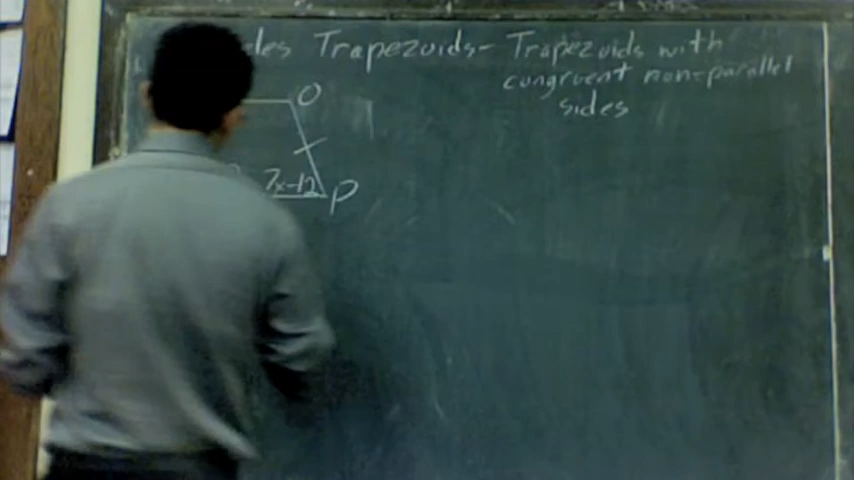 des Trapezoids- Trapezoids with
congruent non-parallel
sides
O
7x-12 P